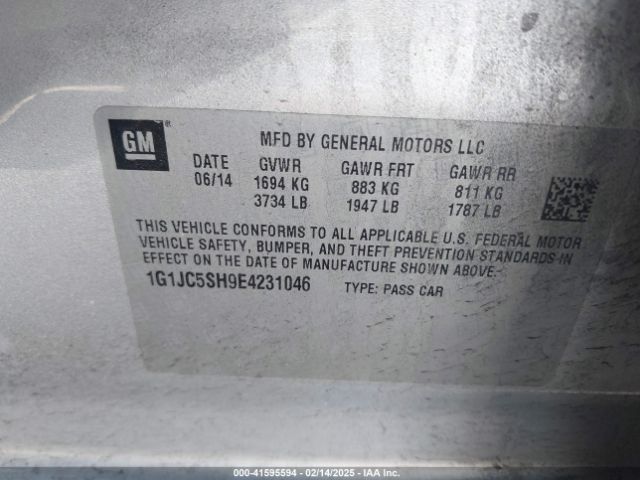 GM®
MFD BY GENERAL MOTORS LLC
DATE GVWR GAWR FRT GAWR RR
06/14 1694 KG 883 KG 811 KG
3734 LB 1947 LB 1787 LB
THIS VEHICLE CONFORMS TO ALL APPLICABLE U.S. FEDERAL MOTOR
VEHICLE SAFETY, BUMPER, AND THEFT PREVENTION STANDARDS IN
EFFECT ON THE DATE OF MANUFACTURE SHOWN ABOVE.
1G1JC5SH9E4231046 TYPE: PASS CAR
000-41595594 - 02/14/2025 - IAA Inc.